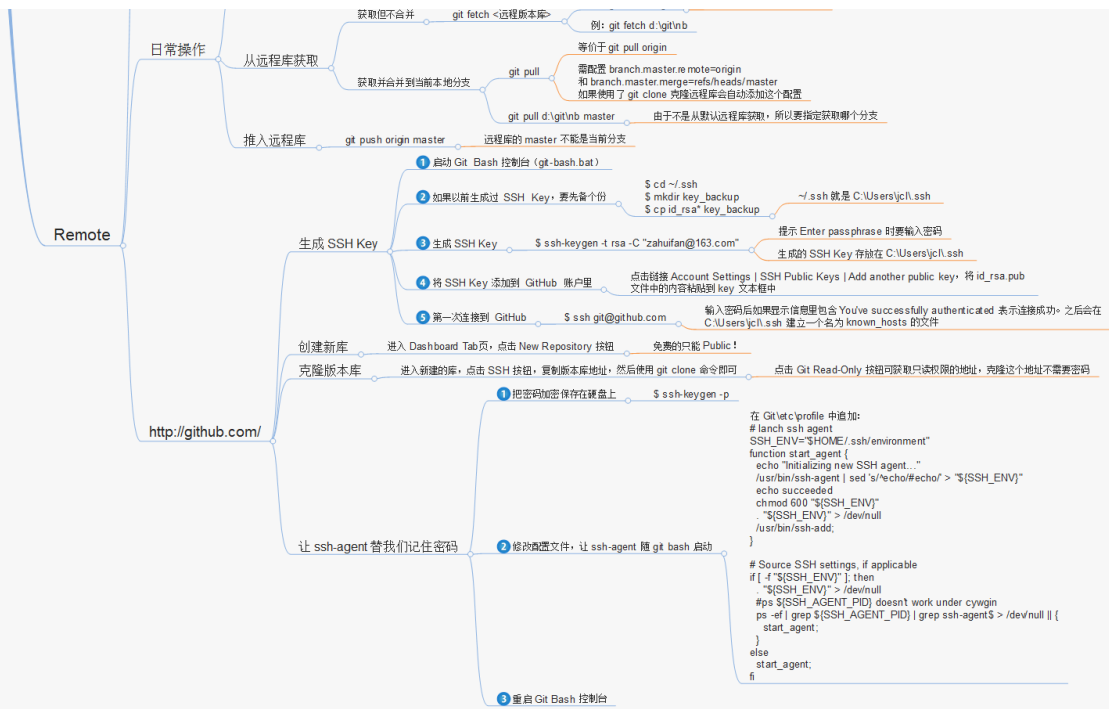 获取但不合并
git fetch <远程版本库>
例：git fetch d:\git\nb
日常操作
从远程库获取
获取并合并到当前本地分支
git pull
等价于 git pull origin
需配置 branch.master.remote=origin
和 branch.master.merge=refs/heads/master
如果使用了 git clone 克隆远程库会自动添加这个配置
git pull d:\git\nb master
由于不是从默认远程库获取，所以要指定获取哪个分支
推入远程库
git push origin master
远程库的 master 不能是当前分支
Remote
生成 SSH Key
1 启动 Git Bash 控制台（git-bash.bat）
2 如果以前生成过 SSH Key，要先备个份
$ cd ~/.ssh
$ mkdir key_backup
$ cp id_rsa* key_backup
~/.ssh 就是 C:\Users\jcl\.ssh
3 生成 SSH Key
$ ssh-keygen -t rsa -C "zahuifan@163.com"
提示 Enter passphrase 时要输入密码
生成的 SSH Key 存放在 C:\Users\jcl\.ssh
4 将 SSH Key 添加到 GitHub 账户里
点击链接 Account Settings | SSH Public Keys | Add another public key，将 id_rsa.pub
文件中的内容粘贴到 key 文本框中
5 第一次连接到 GitHub
$ ssh git@github.com
输入密码后如果显示信息里包含 You've successfully authenticated 表示连接成功。之后会在
C:\Users\jcl\.ssh 建立一个名为 known_hosts 的文件
创建新库
进入 Dashboard Tab页，点击 New Repository 按钮
免费的只能 Public！
克隆版本库
进入新建的库，点击 SSH 按钮，复制版本库地址，然后使用 git clone 命令即可
点击 Git Read-Only 按钮可获取只读权限的地址，克隆这个地址不需要密码
http://github.com/
让 ssh-agent 替我们记住密码
1 把密码加密保存在硬盘上
$ ssh-keygen -p
2 修改配置文件，让 ssh-agent 随 git bash 启动
在 Git\etc\profile 中追加：
# lanch ssh agent
SSH_ENV="$HOME/.ssh/environment"
function start_agent {
echo "Initializing new SSH agent..."
/usr/bin/ssh-agent | sed 's/^echo/#echo/' > "${SSH_ENV}"
echo succeeded
chmod 600 "${SSH_ENV}"
. "${SSH_ENV}" > /dev/null
/usr/bin/ssh-add;
}
# Source SSH settings, if applicable
if [ -f "${SSH_ENV}" ]; then
. "${SSH_ENV}" > /dev/null
#ps ${SSH_AGENT_PID} doesn't work under cywgin
ps -ef | grep ${SSH_AGENT_PID} | grep ssh-agent$ > /dev/null || {
start_agent;
}
else
start_agent;
fi
3 重启 Git Bash 控制台